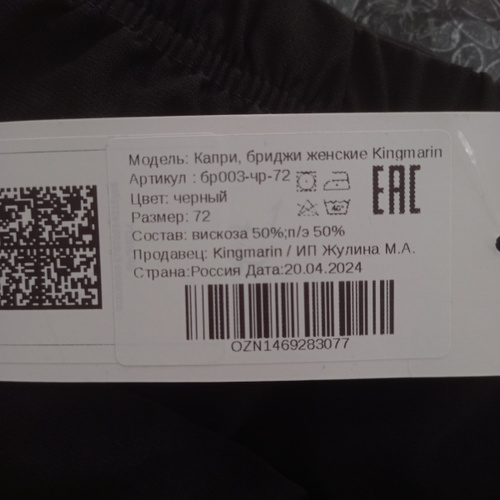 Модель: Капри, бриджи женские Kingmarin
Артикул : бр003-чр-72
Цвет: черный
Размер: 72
Состав: вискоза 50%;п/э 50%
Продавец: Kingmarin / ИП Жулина М.А.
Страна:Россия Дата:20.04.2024
EAC
OZN1469283077